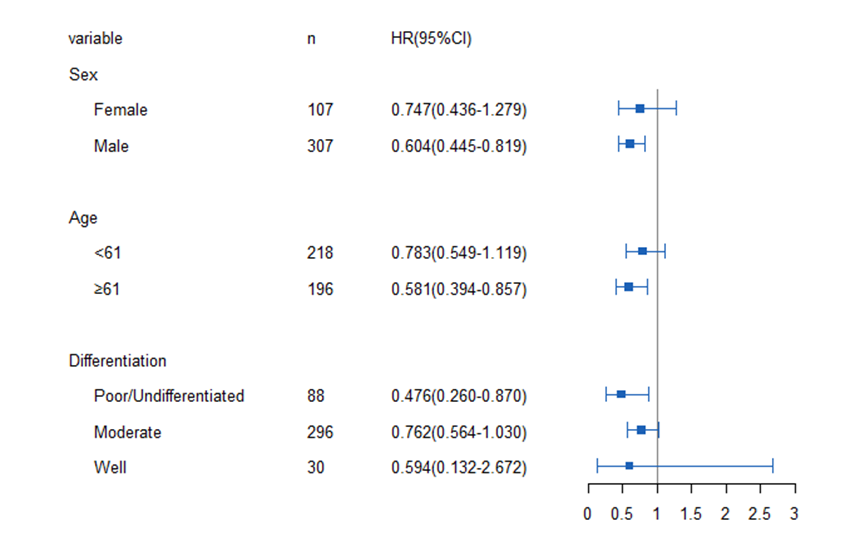 variable n HR(95%CI)
Sex
Female 107 0.747(0.436-1.279)
Male 307 0.604(0.445-0.819)
Age
<61 218 0.783(0.549-1.119)
≥61 196 0.581(0.394-0.857)
Differentiation
Poor/Undifferentiated 88 0.476(0.260-0.870)
Moderate 296 0.762(0.564-1.030)
Well 30 0.594(0.132-2.672)
0 0.5 1 1.5 2 2.5 3